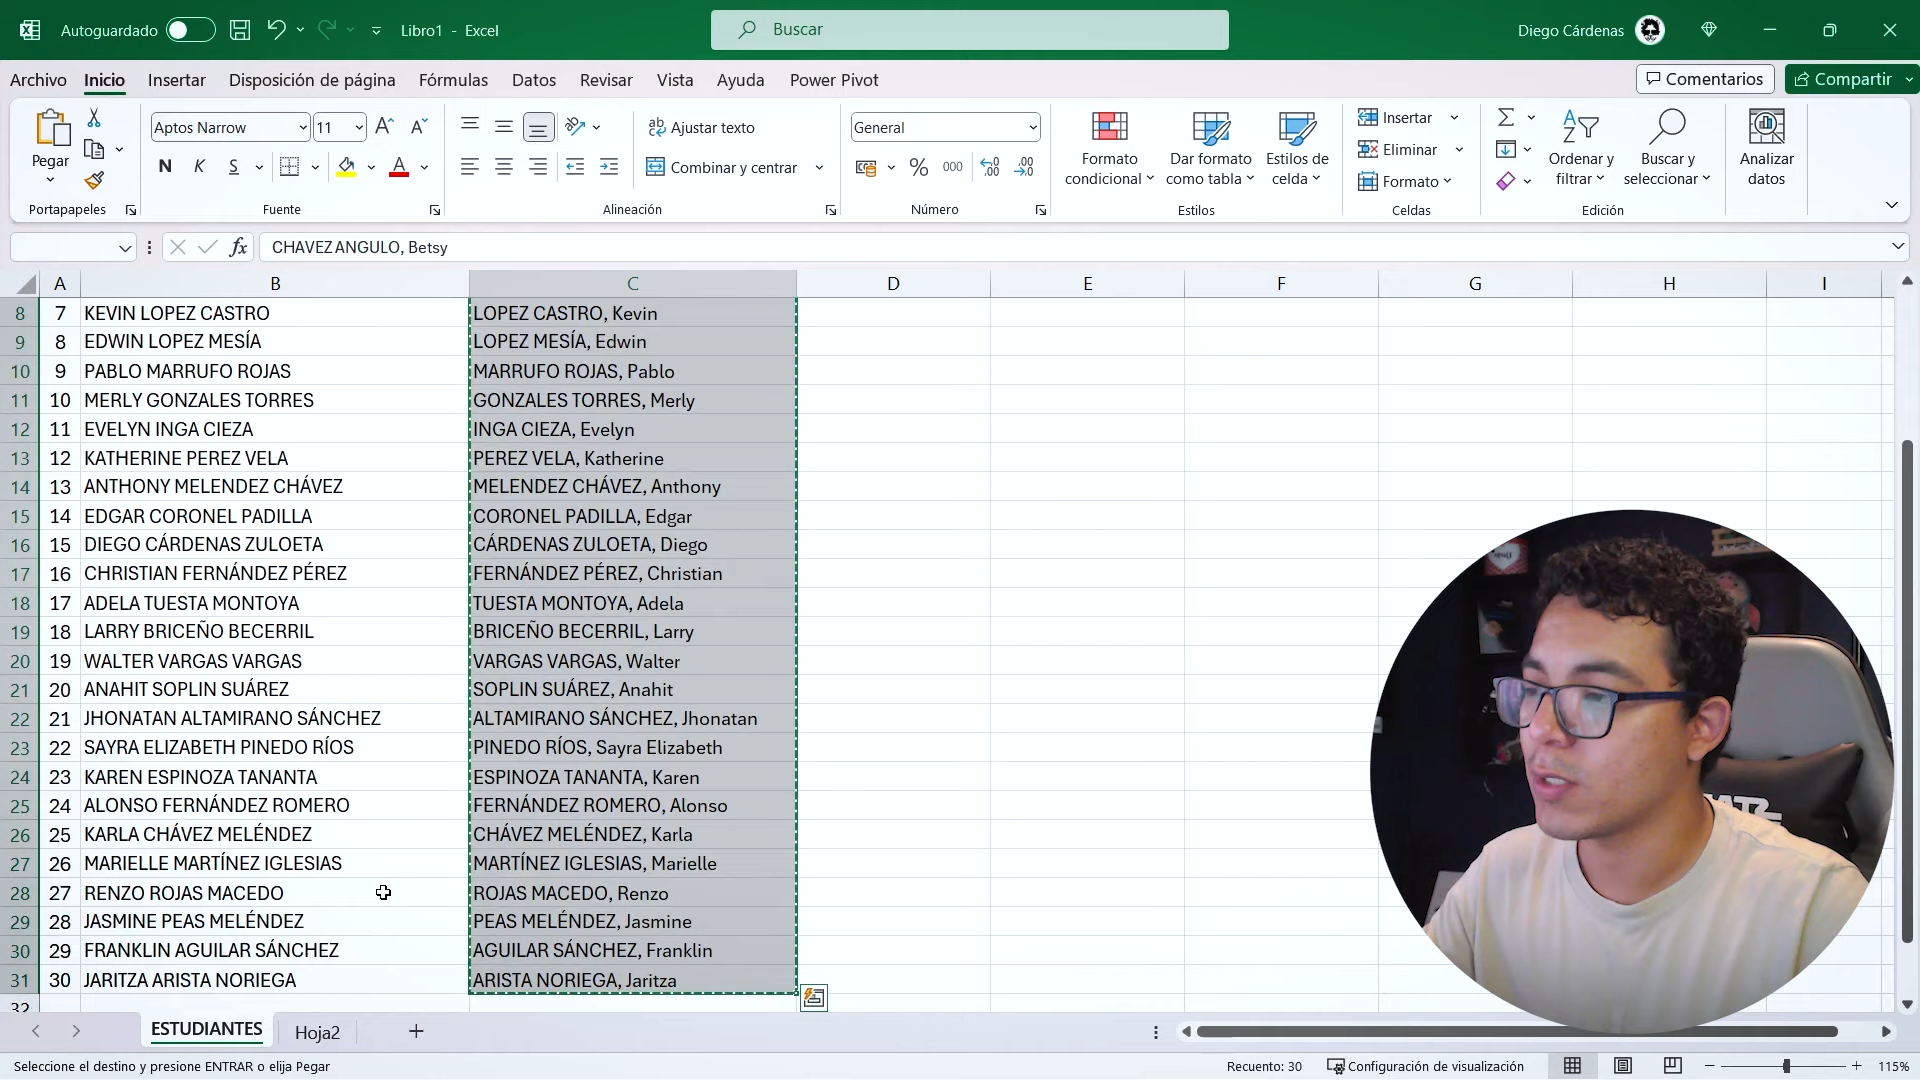 Autoguardado
Libro1 - Excel
Buscar
Diego Cárdenas
Archivo Inicio Insertar Disposición de página Fórmulas Datos Revisar Vista Ayuda Power Pivot
Comentarios
Compartir
Pegar
Portapapeles
Aptos Narrow 11
N K S
Fuente
Ajustar texto
Combinar y centrar
Alineación
General
% 000
Número
Formato condicional
Dar formato como tabla
Estilos de celda
Estilos
Insertar
Eliminar
Formato
Celdas
Ordenar y filtrar
Buscar y seleccionar
Edición
Analizar datos
fx CHAVEZ ANGULO, Betsy
A B C D E F G H I
8 7 KEVIN LOPEZ CASTRO LOPEZ CASTRO, Kevin
9 8 EDWIN LOPEZ MESÍA LOPEZ MESÍA, Edwin
10 9 PABLO MARRUFO ROJAS MARRUFO ROJAS, Pablo
11 10 MERLY GONZALES TORRES GONZALES TORRES, Merly
12 11 EVELYN INGA CIEZA INGA CIEZA, Evelyn
13 12 KATHERINE PEREZ VELA PEREZ VELA, Katherine
14 13 ANTHONY MELENDEZ CHÁVEZ MELENDEZ CHÁVEZ, Anthony
15 14 EDGAR CORONEL PADILLA CORONEL PADILLA, Edgar
16 15 DIEGO CÁRDENAS ZULOETA CÁRDENAS ZULOETA, Diego
17 16 CHRISTIAN FERNÁNDEZ PÉREZ FERNÁNDEZ PÉREZ, Christian
18 17 ADELA TUESTA MONTOYA TUESTA MONTOYA, Adela
19 18 LARRY BRICEÑO BECERRIL BRICEÑO BECERRIL, Larry
20 19 WALTER VARGAS VARGAS VARGAS VARGAS, Walter
21 20 ANAHIT SOPLIN SUÁREZ SOPLIN SUÁREZ, Anahit
22 21 JHONATAN ALTAMIRANO SÁNCHEZ ALTAMIRANO SÁNCHEZ, Jhonatan
23 22 SAYRA ELIZABETH PINEDO RÍOS PINEDO RÍOS, Sayra Elizabeth
24 23 KAREN ESPINOZA TANANTA ESPINOZA TANANTA, Karen
25 24 ALONSO FERNÁNDEZ ROMERO FERNÁNDEZ ROMERO, Alonso
26 25 KARLA CHÁVEZ MELÉNDEZ CHÁVEZ MELÉNDEZ, Karla
27 26 MARIELLE MARTÍNEZ IGLESIAS MARTÍNEZ IGLESIAS, Marielle
28 27 RENZO ROJAS MACEDO ROJAS MACEDO, Renzo
29 28 JASMINE PEAS MELÉNDEZ PEAS MELÉNDEZ, Jasmine
30 29 FRANKLIN AGUILAR SÁNCHEZ AGUILAR SÁNCHEZ, Franklin
31 30 JARITZA ARISTA NORIEGA ARISTA NORIEGA, Jaritza
32
ESTUDIANTES Hoja2
Seleccione el destino y presione ENTRAR o elija Pegar
Recuento: 30
Configuración de visualización
115%